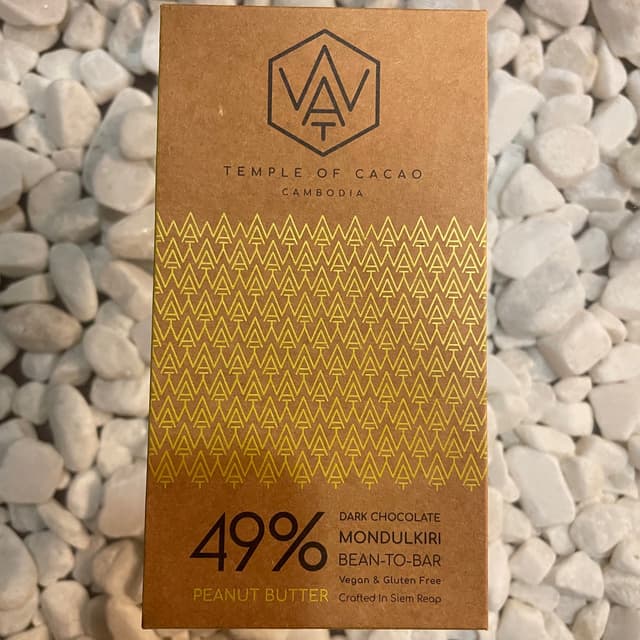 WAT
TEMPLE OF CACAO
CAMBODIA
49%
PEANUT BUTTER
DARK CHOCOLATE
MONDULKIRI
BEAN-TO-BAR
Vegan & Gluten Free
Crafted In Siem Reap